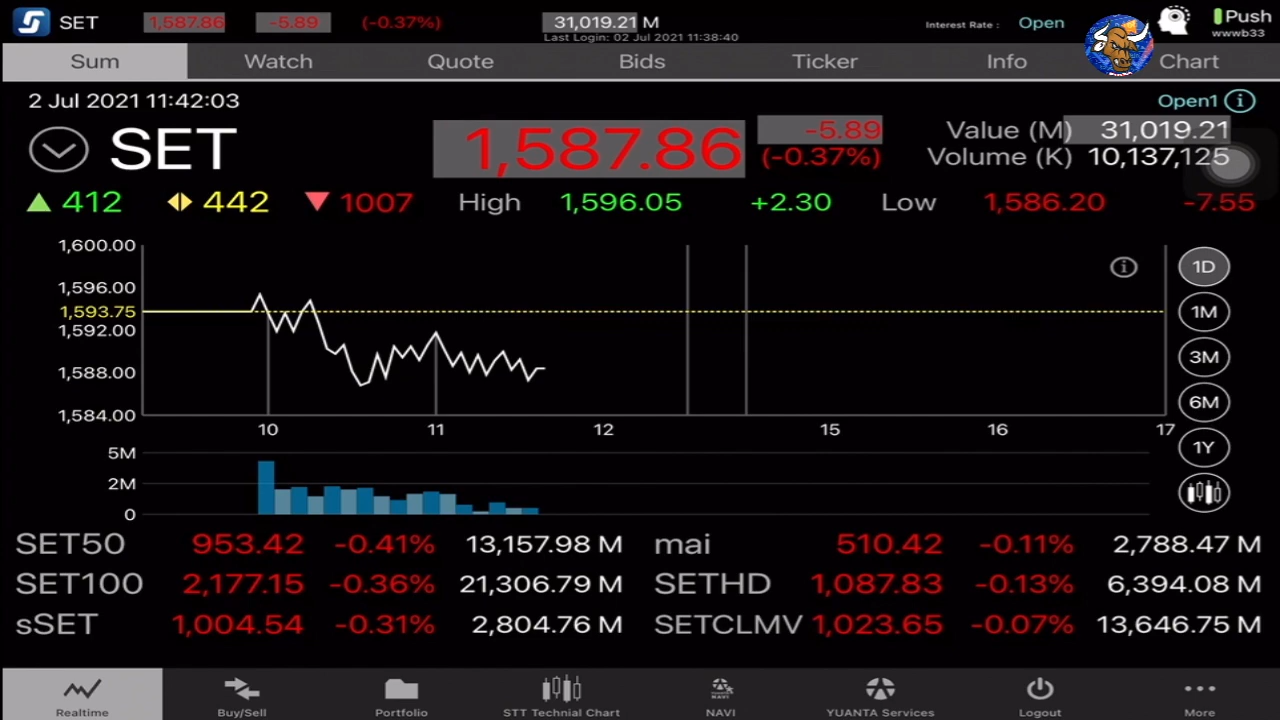 SET 1,587.86 -5.89 (-0.37%) 31,019.21 M Interest Rate : Open Push
Last Login: 02 Jul 2021 11:38:40 wwwb33
Sum Watch Quote Bids Ticker Info Chart
2 Jul 2021 11:42:03 Open1
SET 1,587.86 -5.89 Value (M) 31,019.21
(-0.37%) Volume (K) 10,137,125
412 442 1007 High 1,596.05 +2.30 Low 1,586.20 -7.55
1,600.00
1D
1,596.00
1,593.75 1M
1,592.00
3M
1,588.00
6M
1,584.00
10 11 12 15 16 17
1Y
5M
2M
0
SET50 953.42 -0.41% 13,157.98 M mai 510.42 -0.11% 2,788.47 M
SET100 2,177.15 -0.36% 21,306.79 M SETHD 1,087.83 -0.13% 6,394.08 M
sSET 1,004.54 -0.31% 2,804.76 M SETCLMV 1,023.65 -0.07% 13,646.75 M
NAVI
Realtime Buy/Sell Portfolio STT Technial Chart NAVI YUANTA Services Logout More